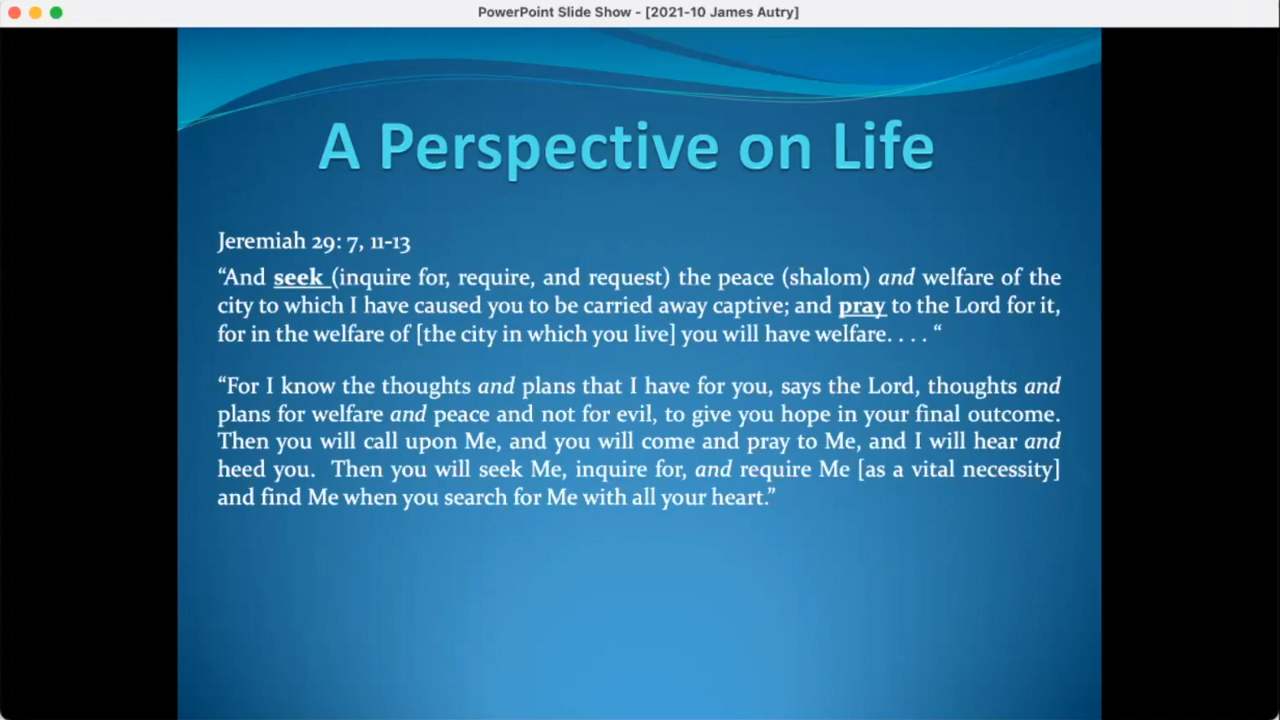 PowerPoint Slide Show - [2021-10 James Autry]
A Perspective on Life
Jeremiah 29: 7, 11-13
“And seek (inquire for, require, and request) the peace (shalom) and welfare of the
city to which I have caused you to be carried away captive; and pray to the Lord for it,
for in the welfare of [the city in which you live] you will have welfare. . . . “
“For I know the thoughts and plans that I have for you, says the Lord, thoughts and
plans for welfare and peace and not for evil, to give you hope in your final outcome.
Then you will call upon Me, and you will come and pray to Me, and I will hear and
heed you.  Then you will seek Me, inquire for, and require Me [as a vital necessity]
and find Me when you search for Me with all your heart.”